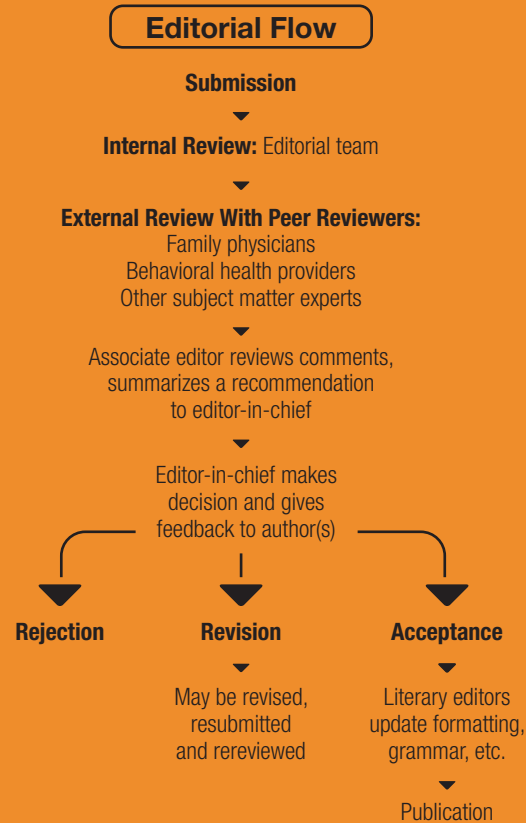 Editorial Flow
Submission
Internal Review: Editorial team
External Review With Peer Reviewers:
Family physicians
Behavioral health providers
Other subject matter experts
Associate editor reviews comments,
summarizes a recommendation
to editor-in-chief
Editor-in-chief makes
decision and gives
feedback to author(s)
Rejection
Revision
May be revised,
resubmitted
and rereviewed
Acceptance
Literary editors
update formatting,
grammar, etc.
Publication